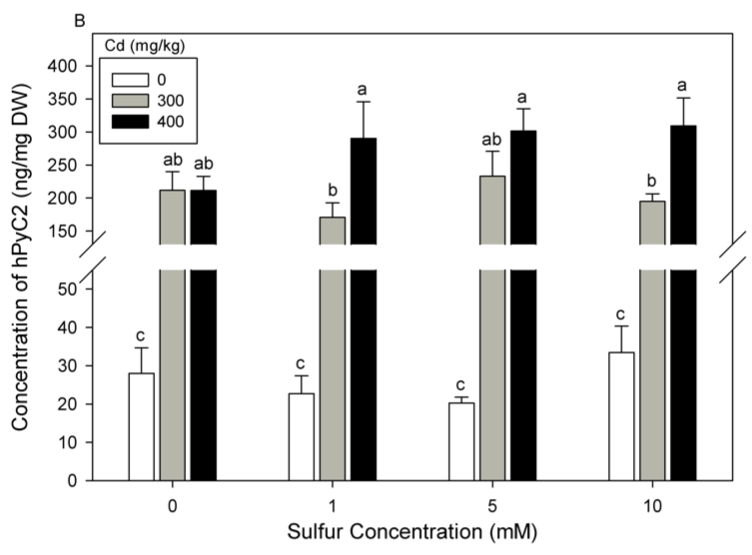 B
Cd (mg/kg)
0
300
400
Concentration of hPyC2 (ng/mg DW)
400
350
300
250
200
150
50
40
30
20
10
0
c
ab
ab
c
b
a
c
ab
a
c
b
a
0
1
5
10
Sulfur Concentration (mM)